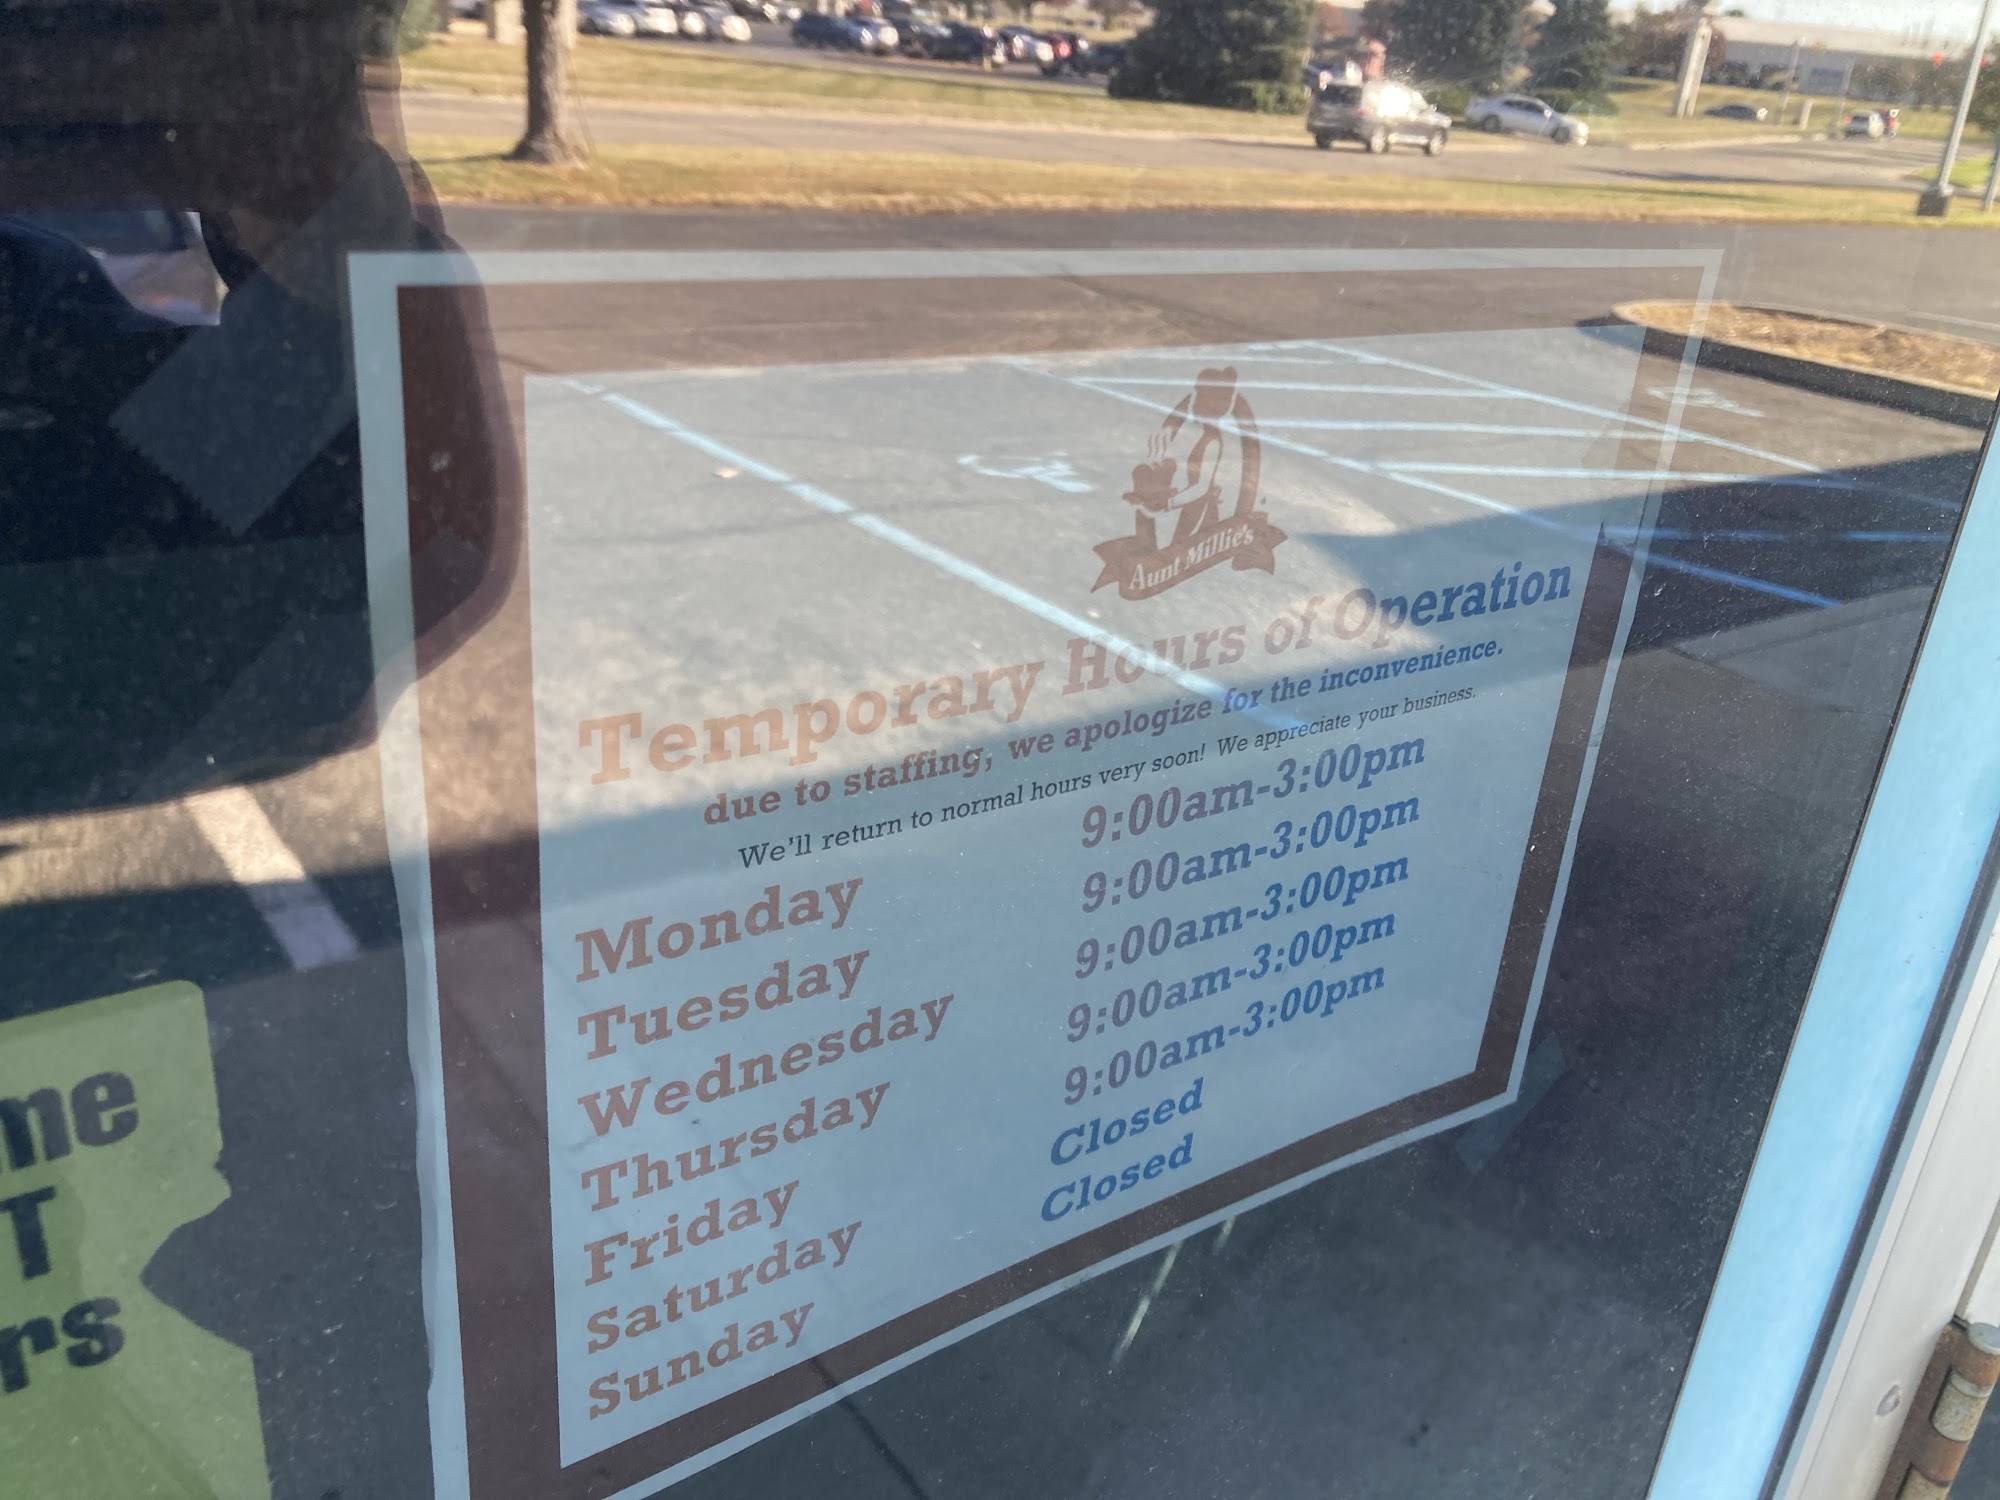 Aunt Millie's
Temporary Hours of Operation
due to staffing, we apologize for the inconvenience.
We'll return to normal hours very soon! We appreciate your business.
Monday 9:00am-3:00pm
Tuesday 9:00am-3:00pm
Wednesday 9:00am-3:00pm
Thursday 9:00am-3:00pm
Friday 9:00am-3:00pm
Saturday Closed
Sunday Closed
me
T
rs